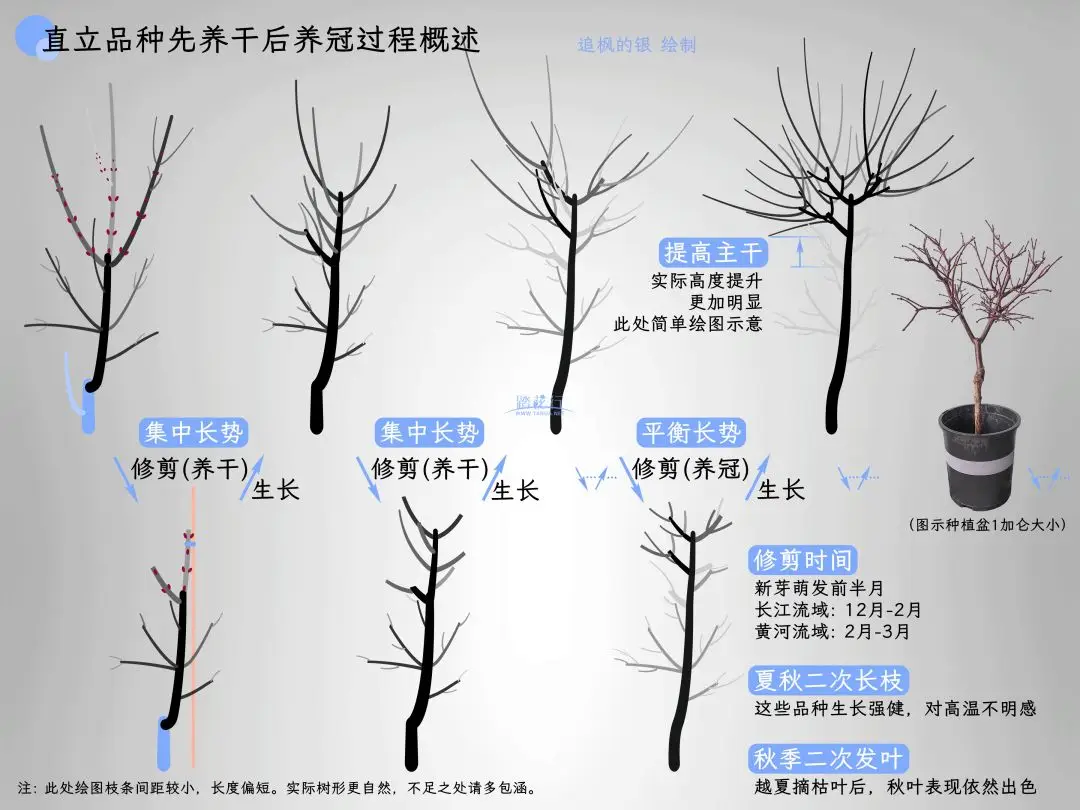 直立品种先养干后养冠过程概述
追枫的银 绘制
提高主干
实际高度提升
更加明显
此处简单绘图示意
踏花行
集中长势
修剪(养干)
生长
集中长势
修剪(养干)
生长
平衡长势
修剪(养冠)
生长
(图示种植盆1加仑大小)
修剪时间
新芽萌发前半月
长江流域: 12月-2月
黄河流域: 2月-3月
夏秋二次长枝
这些品种生长强健，对高温不明感
秋季二次发叶
越夏摘枯叶后，秋叶表现依然出色
注: 此处绘图枝条间距较小，长度偏短。实际树形更自然，不足之处请多包涵。